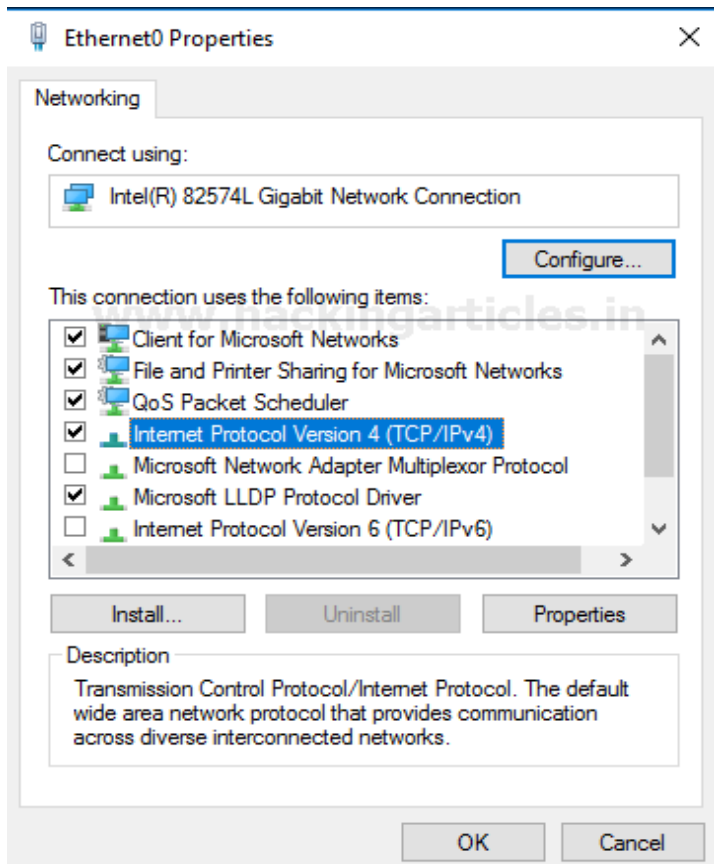 Ethernet0 Properties
Networking
Connect using:
Intel(R) 82574L Gigabit Network Connection
Configure...
This connection uses the following items:
www.hackingarticles.in
Client for Microsoft Networks
File and Printer Sharing for Microsoft Networks
QoS Packet Scheduler
Internet Protocol Version 4 (TCP/IPv4)
Microsoft Network Adapter Multiplexor Protocol
Microsoft LLDP Protocol Driver
Internet Protocol Version 6 (TCP/IPv6)
Install... Uninstall Properties
Description
Transmission Control Protocol/Internet Protocol. The default
wide area network protocol that provides communication
across diverse interconnected networks.
OK Cancel